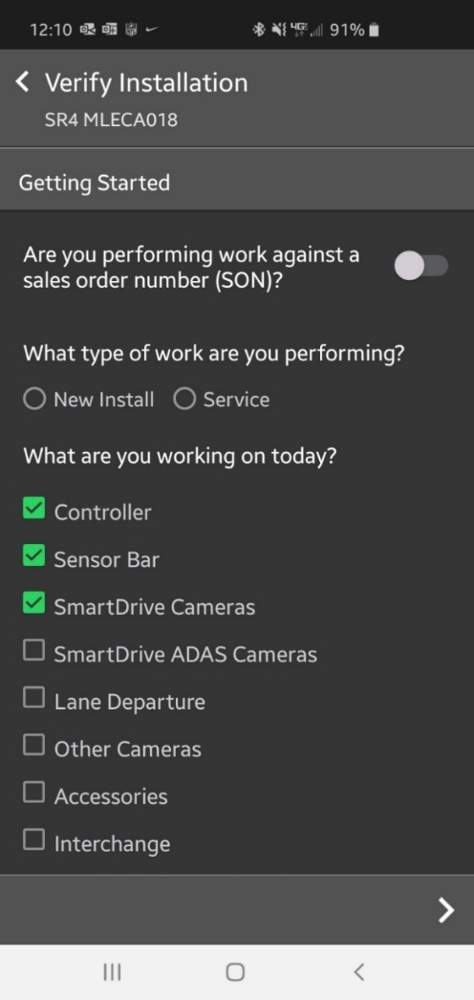 12:10
4GE
91%
Verify Installation
SR4 MLECA018
Getting Started
Are you performing work against a
sales order number (SON)?
What type of work are you performing?
New Install Service
What are you working on today?
Controller
Sensor Bar
SmartDrive Cameras
SmartDrive ADAS Cameras
Lane Departure
Other Cameras
Accessories
Interchange